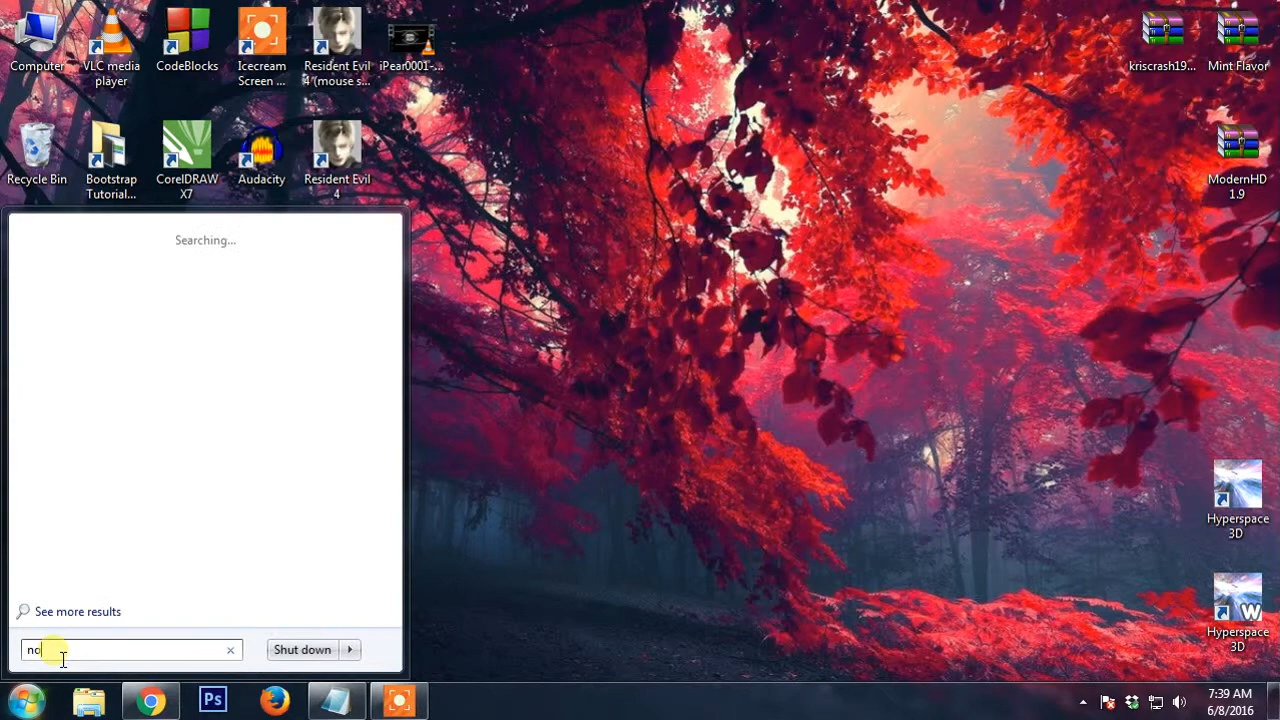 Computer
VLC media
player
CodeBlocks
Icecream
Screen ...
Resident Evil
4 (mouse s...
iPear0001-...
kriscrash19...
Mint Flavor
Recycle Bin
Bootstrap
Tutorial...
CorelDRAW
X7
Audacity
Resident Evil
4
ModernHD
1.9
Searching...
See more results
no
Shut down
Hyperspace
3D
W
Hyperspace
3D
Ps
7:39 AM
6/8/2016